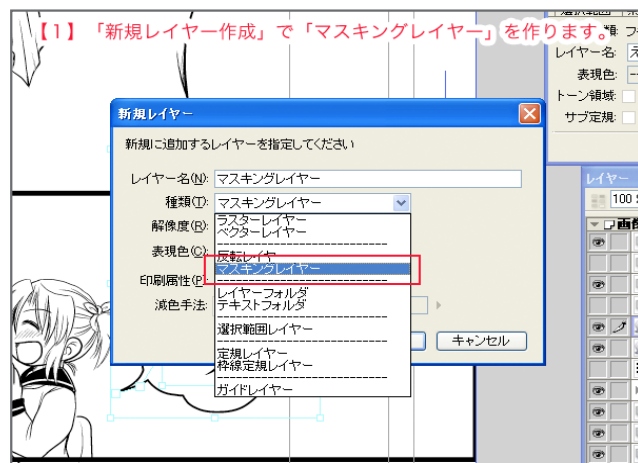 【1】「新規レイヤー作成」で「マスキングレイヤー」を作ります。
新規レイヤー
新規に追加するレイヤーを指定してください
レイヤー名(N): マスキングレイヤー
種類(T): マスキングレイヤー
解像度(R):
表現色(C):
印刷属性(P):
減色手法:
ラスターレイヤー
ベクターレイヤー
反転レイヤ
マスキングレイヤー
レイヤーフォルダ
テキストフォルダ
選択範囲レイヤー
定規レイヤー
枠線定規レイヤー
ガイドレイヤー
キャンセル
レイヤー名:
表現色:
トーン領域:
サブ定規:
レイヤー
100